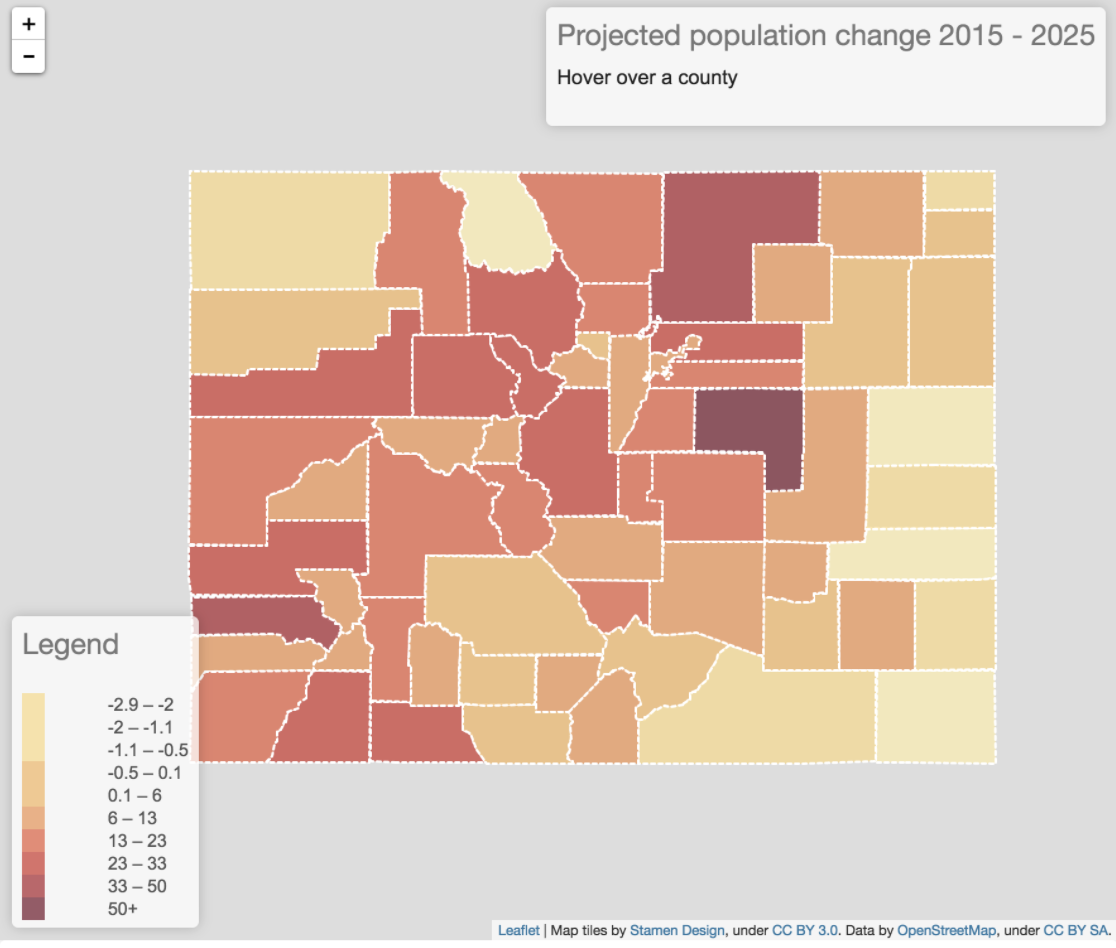 +
Projected population change 2015 - 2025
−
Hover over a county
Legend
-2.9 – -2
-2 – -1.1
-1.1 – -0.5
-0.5 – 0.1
0.1 – 6
6 – 13
13 – 23
23 – 33
33 – 50
50+
Leaflet | Map tiles by Stamen Design, under CC BY 3.0. Data by OpenStreetMap, under CC BY SA.